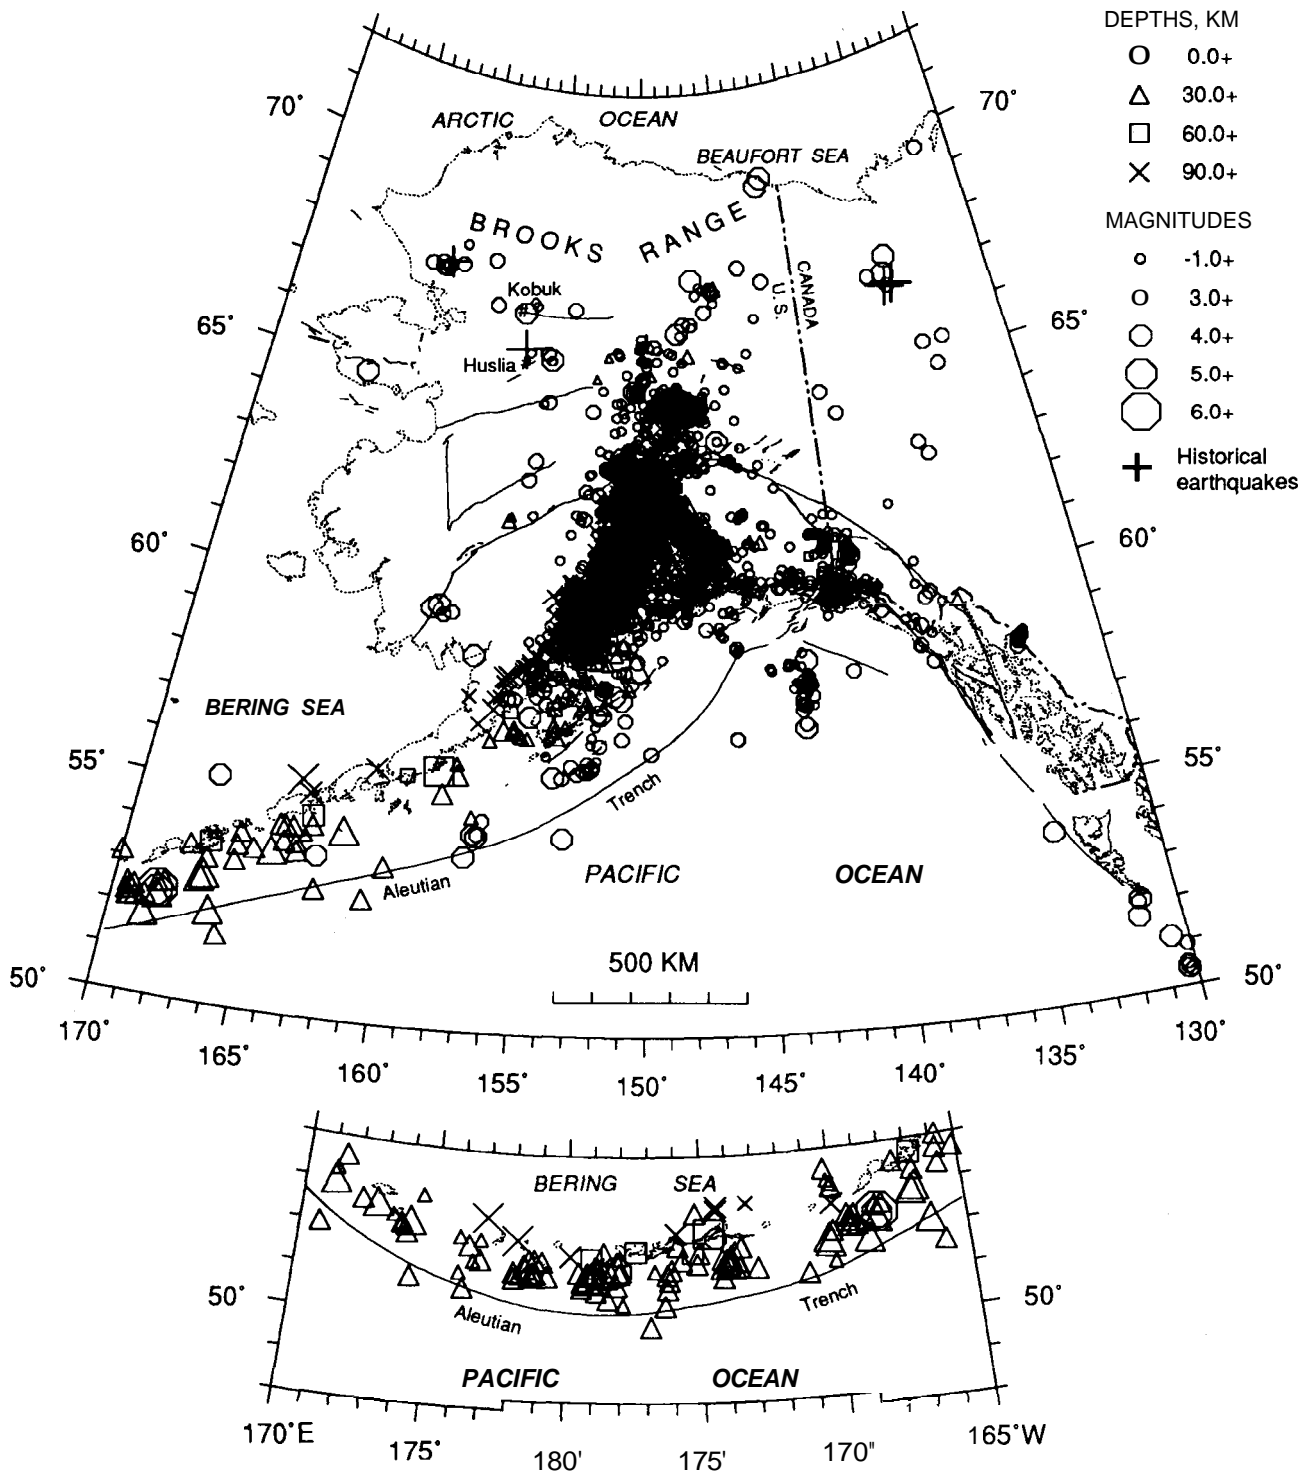 DEPTHS, KM
0.0+
30.0+
60.0+
90.0+
MAGNITUDES
-1.0+
3.0+
4.0+
5.0+
6.0+
Historical
earthquakes
70°
70°
ARCTIC OCEAN
BEAUFORT SEA
BROOKS RANGE
CANADA
U.S.
Kobuk
65°
65°
Huslia
60°
60°
BERING SEA
55°
55°
Trench
PACIFIC OCEAN
Aleutian
500 KM
50°
50°
170°
165°
160°
155°
150°
145°
140°
135°
130°
BERING SEA
50°
50°
Aleutian
Trench
PACIFIC OCEAN
170°E
175°
180'
175'
170"
165°W